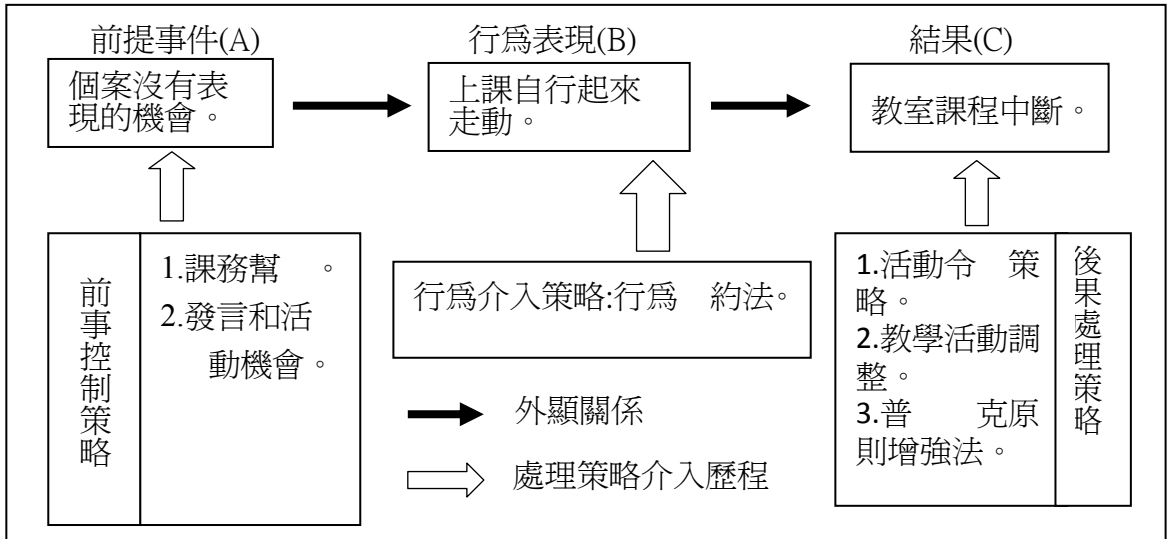 前提事件(A)
行為表現(B)
結果(C)
個案沒有表
現的機會。
上課自行起來
走動。
教室課程中斷。
前事控制策略
1.課務幫 。
2.發言和活
動機會。
行為介入策略:行為 約法。
1.活動令 策
略。
2.教學活動調
整。
3.普 克原
則增強法。
後果處理策略
外顯關係
處理策略介入歷程